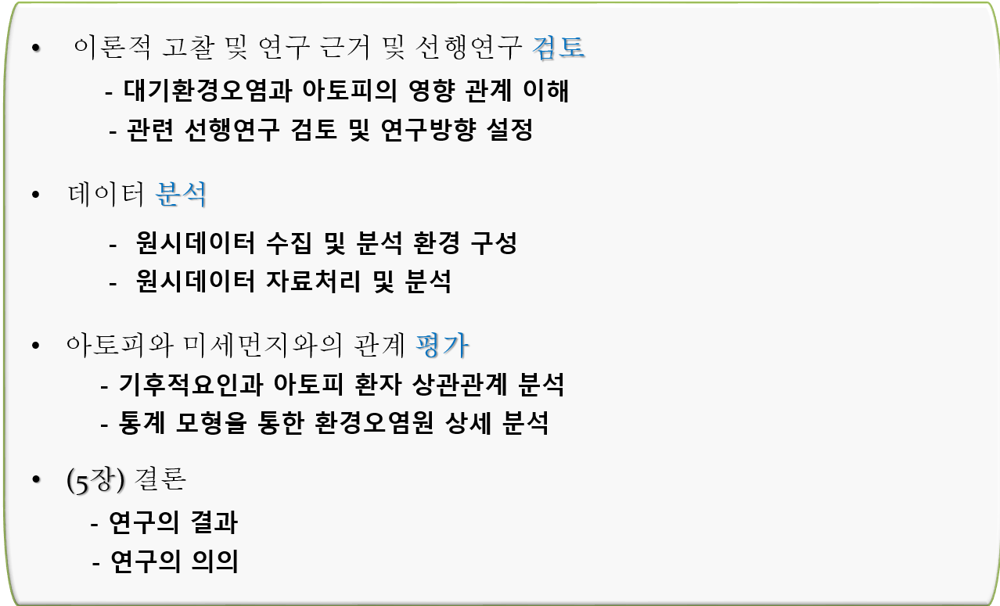 • 이론적 고찰 및 연구 근거 및 선행연구 검토
- 대기환경오염과 아토피의 영향 관계 이해
- 관련 선행연구 검토 및 연구방향 설정
• 데이터 분석
- 원시데이터 수집 및 분석 환경 구성
- 원시데이터 자료처리 및 분석
• 아토피와 미세먼지와의 관계 평가
- 기후적요인과 아토피 환자 상관관계 분석
- 통계 모형을 통한 환경오염원 상세 분석
• (5장) 결론
- 연구의 결과
- 연구의 의의